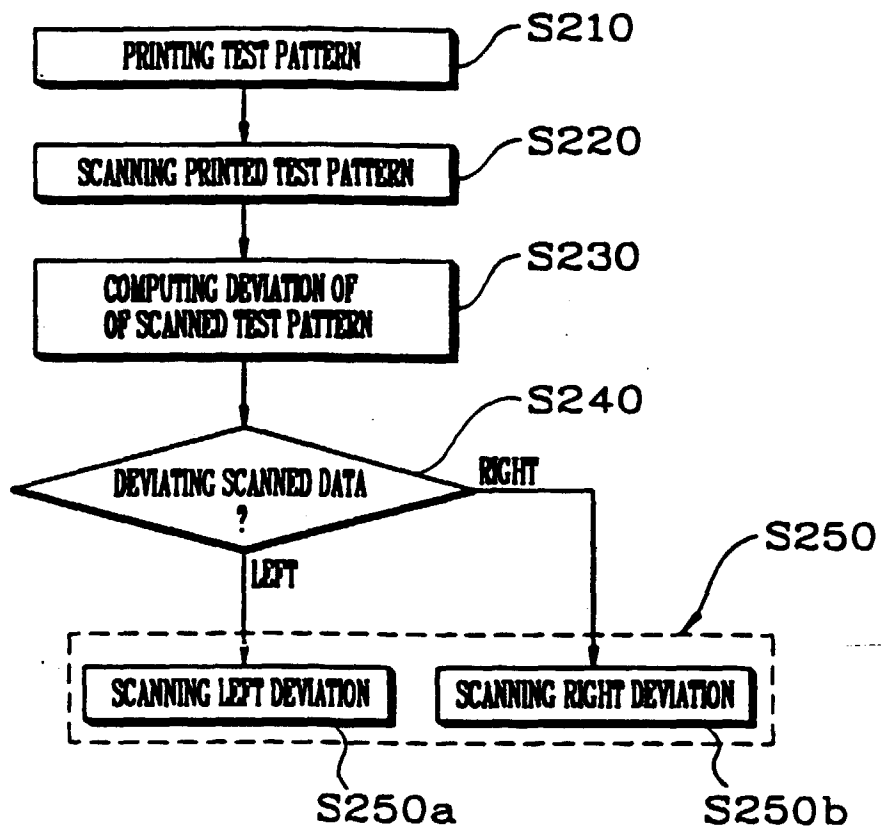 S210
PRINTING TEST PATTERN
S220
SCANNING PRINTED TEST PATTERN
S230
COMPUTING DEVIATION OF
OF SCANNED TEST PATTERN
S240
DEVIATING SCANNED DATA
?
RIGHT
LEFT
S250
SCANNING LEFT DEVIATION
SCANNING RIGHT DEVIATION
S250a
S250b